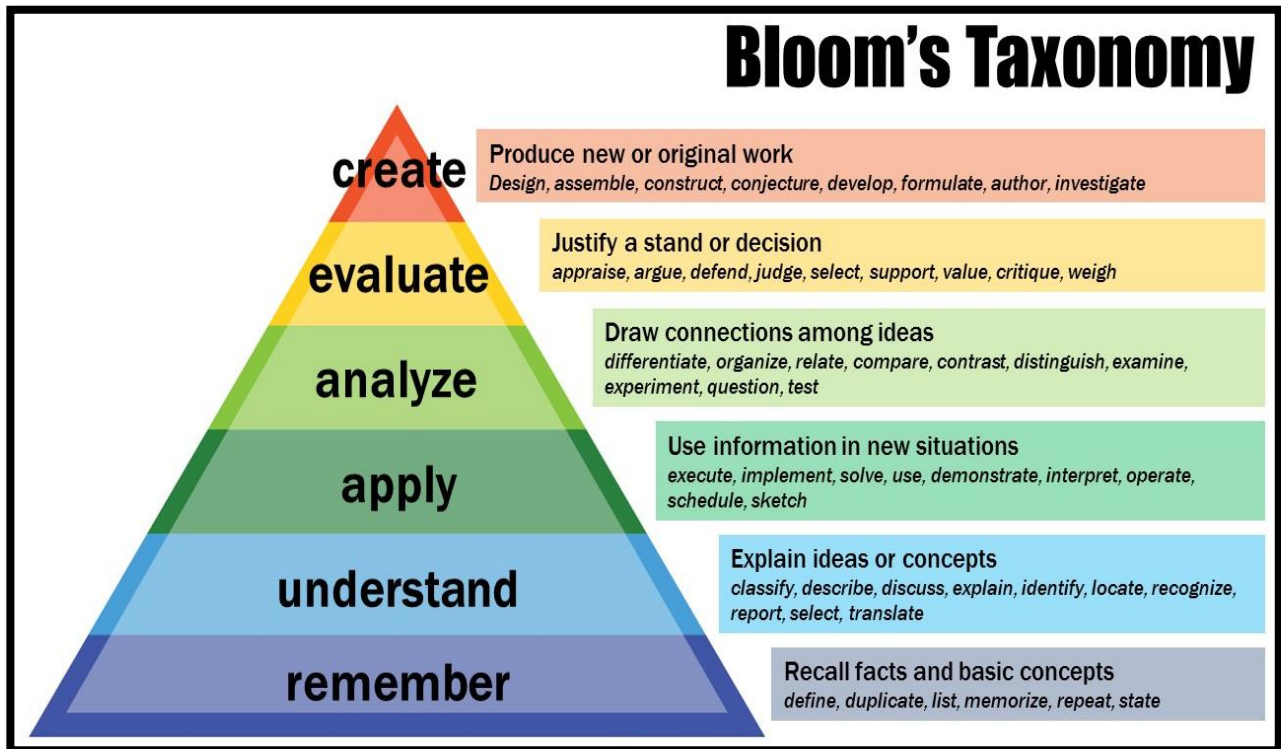 Bloom's Taxonomy
create
Produce new or original work
Design, assemble, construct, conjecture, develop, formulate, author, investigate
evaluate
Justify a stand or decision
appraise, argue, defend, judge, select, support, value, critique, weigh
analyze
Draw connections among ideas
differentiate, organize, relate, compare, contrast, distinguish, examine,
experiment, question, test
apply
Use information in new situations
execute, implement, solve, use, demonstrate, interpret, operate,
schedule, sketch
understand
Explain ideas or concepts
classify, describe, discuss, explain, identify, locate, recognize,
report, select, translate
remember
Recall facts and basic concepts
define, duplicate, list, memorize, repeat, state